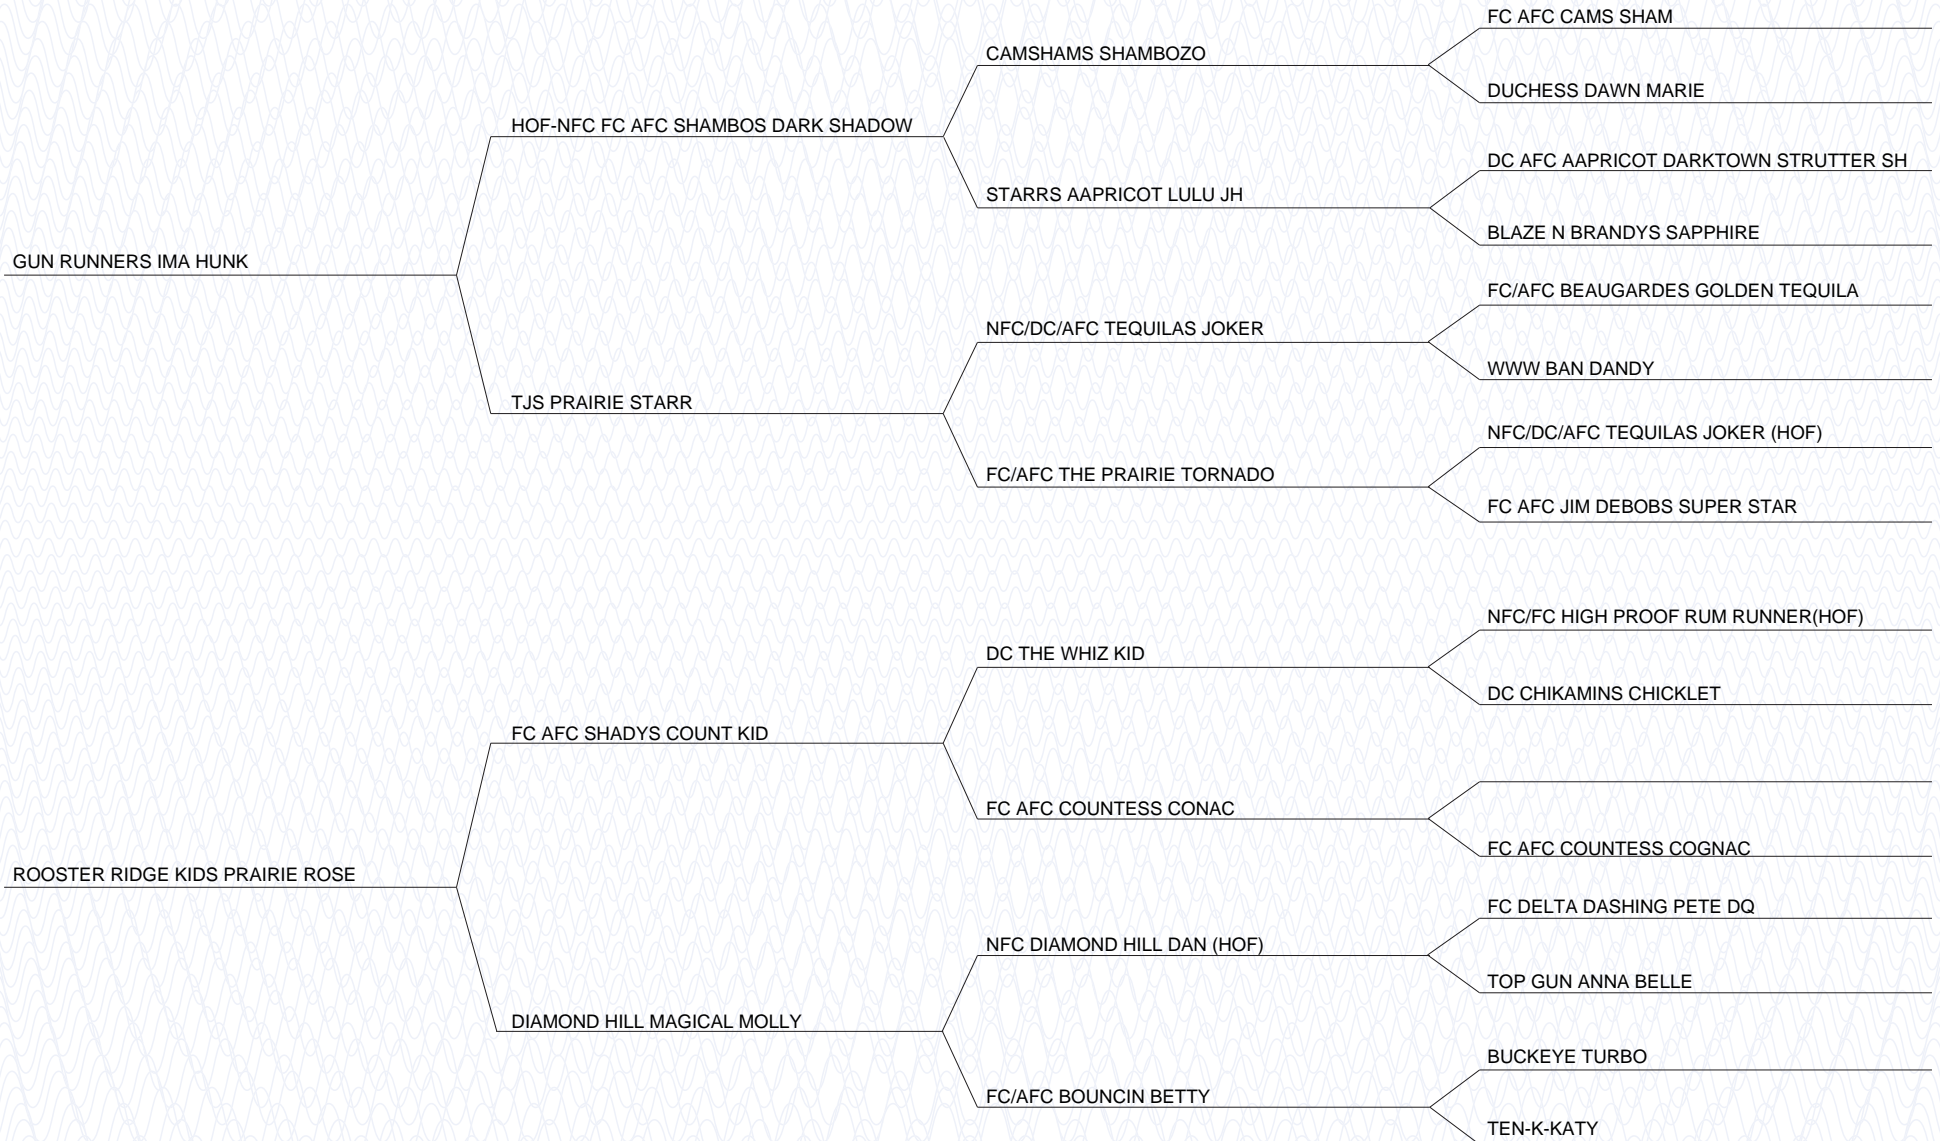 FC AFC CAMS SHAM
CAMSHAMS SHAMBOZO
DUCHESS DAWN MARIE
HOF-NFC FC AFC SHAMBOS DARK SHADOW
DC AFC AAPRICOT DARKTOWN STRUTTER SH
STARRS AAPRICOT LULU JH
BLAZE N BRANDYS SAPPHIRE
GUN RUNNERS IMA HUNK
FC/AFC BEAUGARDES GOLDEN TEQUILA
NFC/DC/AFC TEQUILAS JOKER
WWW BAN DANDY
TJS PRAIRIE STARR
NFC/DC/AFC TEQUILAS JOKER (HOF)
FC/AFC THE PRAIRIE TORNADO
FC AFC JIM DEBOBS SUPER STAR
NFC/FC HIGH PROOF RUM RUNNER(HOF)
DC THE WHIZ KID
DC CHIKAMINS CHICKLET
FC AFC SHADYS COUNT KID
FC AFC COUNTESS CONAC
FC AFC COUNTESS COGNAC
ROOSTER RIDGE KIDS PRAIRIE ROSE
FC DELTA DASHING PETE DQ
NFC DIAMOND HILL DAN (HOF)
TOP GUN ANNA BELLE
DIAMOND HILL MAGICAL MOLLY
BUCKEYE TURBO
FC/AFC BOUNCIN BETTY
TEN-K-KATY